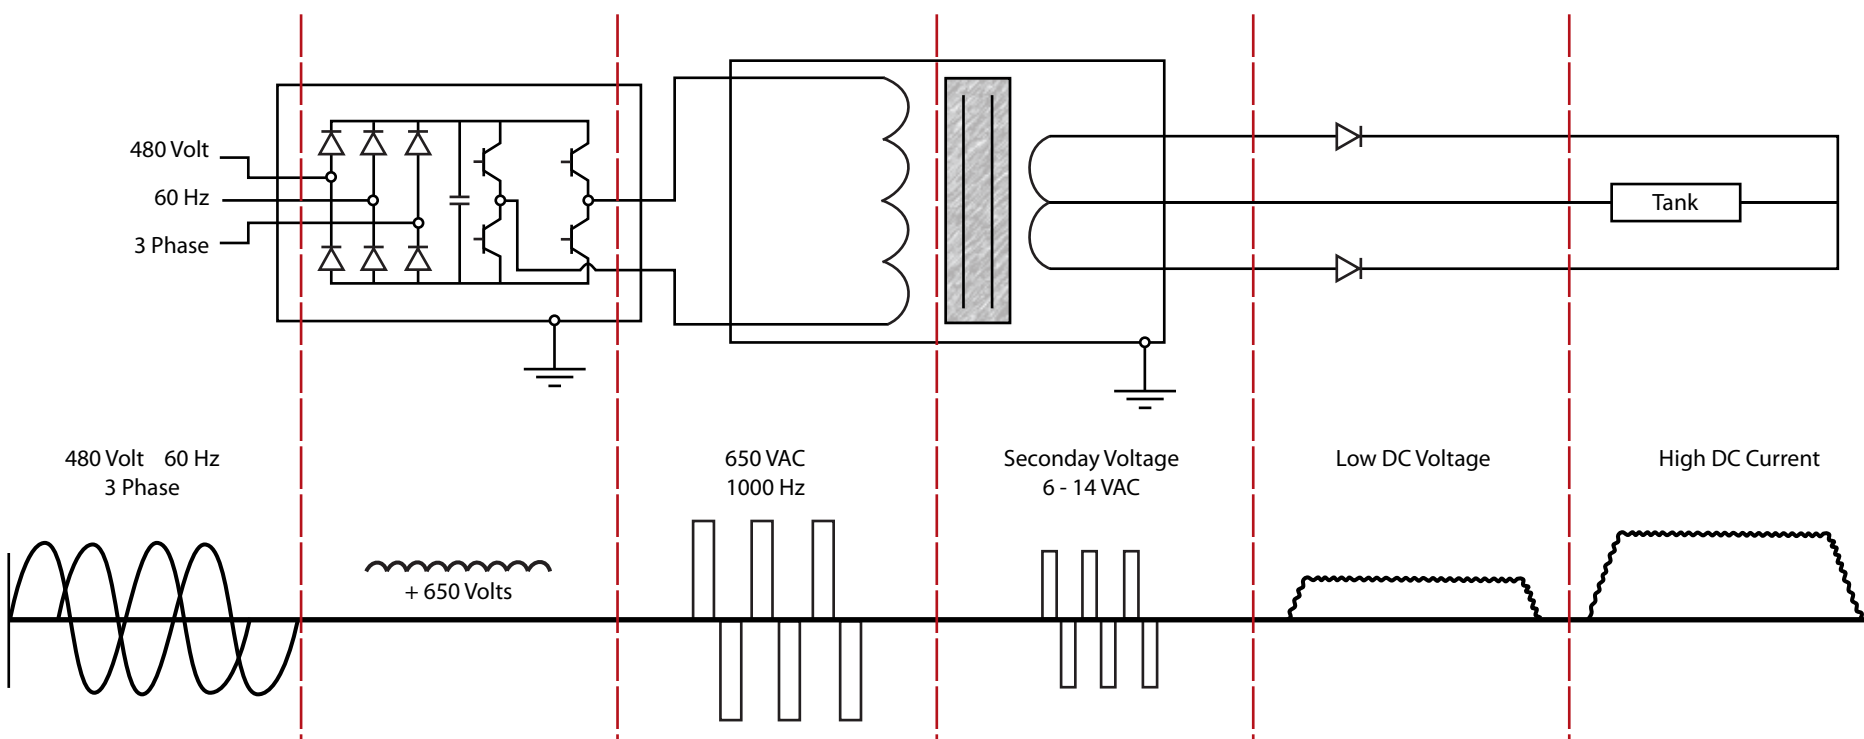 480 Volt
60 Hz
3 Phase
Tank
480 Volt 60 Hz
3 Phase
+ 650 Volts
650 VAC
1000 Hz
Seconday Voltage
6 - 14 VAC
Low DC Voltage
High DC Current